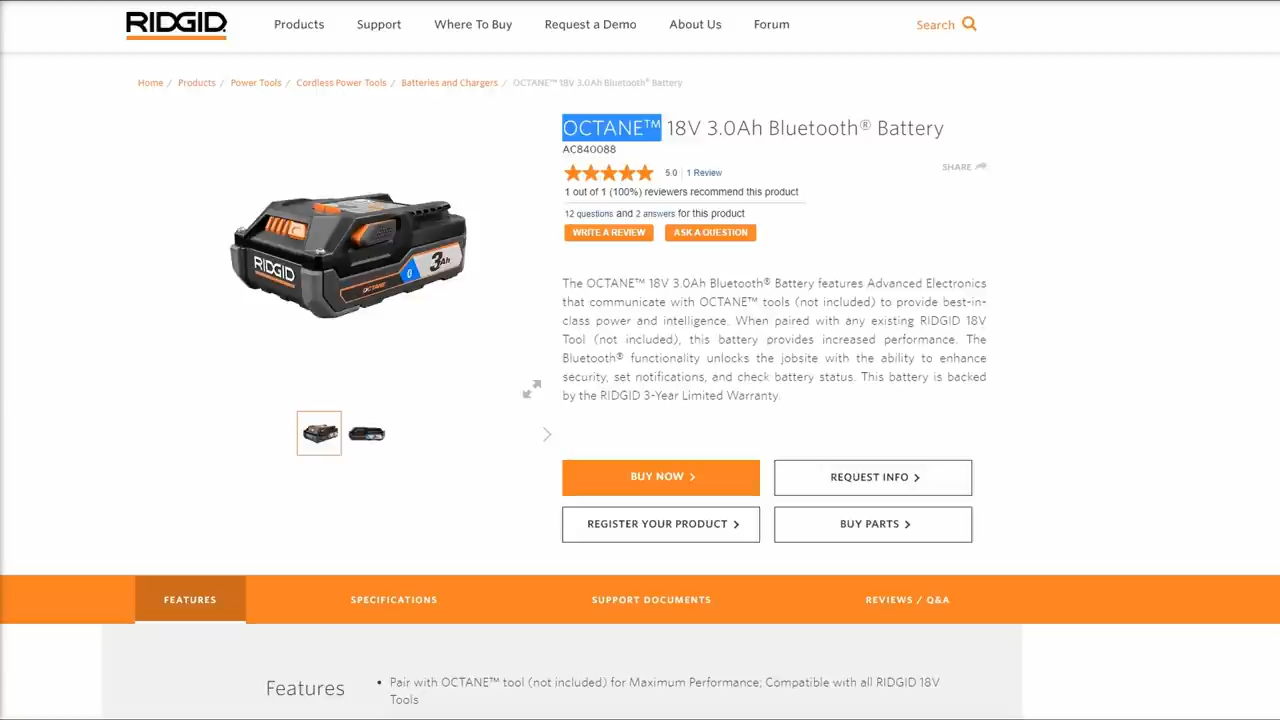 RIDGID
Products
Support
Where To Buy
Request a Demo
About Us
Forum
Search
Home / Products / Power Tools / Cordless Power Tools / Batteries and Chargers / OCTANE™ 18V 3.0Ah Bluetooth® Battery
OCTANE™ 18V 3.0Ah Bluetooth® Battery
AC840088
5.0 | 1 Review
SHARE
1 out of 1 (100%) reviewers recommend this product
12 questions and 2 answers for this product
WRITE A REVIEW
ASK A QUESTION
RIDGID
3Ah
OCTANE
The OCTANE™ 18V 3.0Ah Bluetooth® Battery features Advanced Electronics
that communicate with OCTANE™ tools (not included) to provide best-in-
class power and intelligence. When paired with any existing RIDGID 18V
Tool (not included), this battery provides increased performance. The
Bluetooth® functionality unlocks the jobsite with the ability to enhance
security, set notifications, and check battery status. This battery is backed
by the RIDGID 3-Year Limited Warranty.
BUY NOW
REQUEST INFO
REGISTER YOUR PRODUCT
BUY PARTS
FEATURES
SPECIFICATIONS
SUPPORT DOCUMENTS
REVIEWS / Q&A
Features
• Pair with OCTANE™ tool (not included) for Maximum Performance; Compatible with all RIDGID 18V
Tools